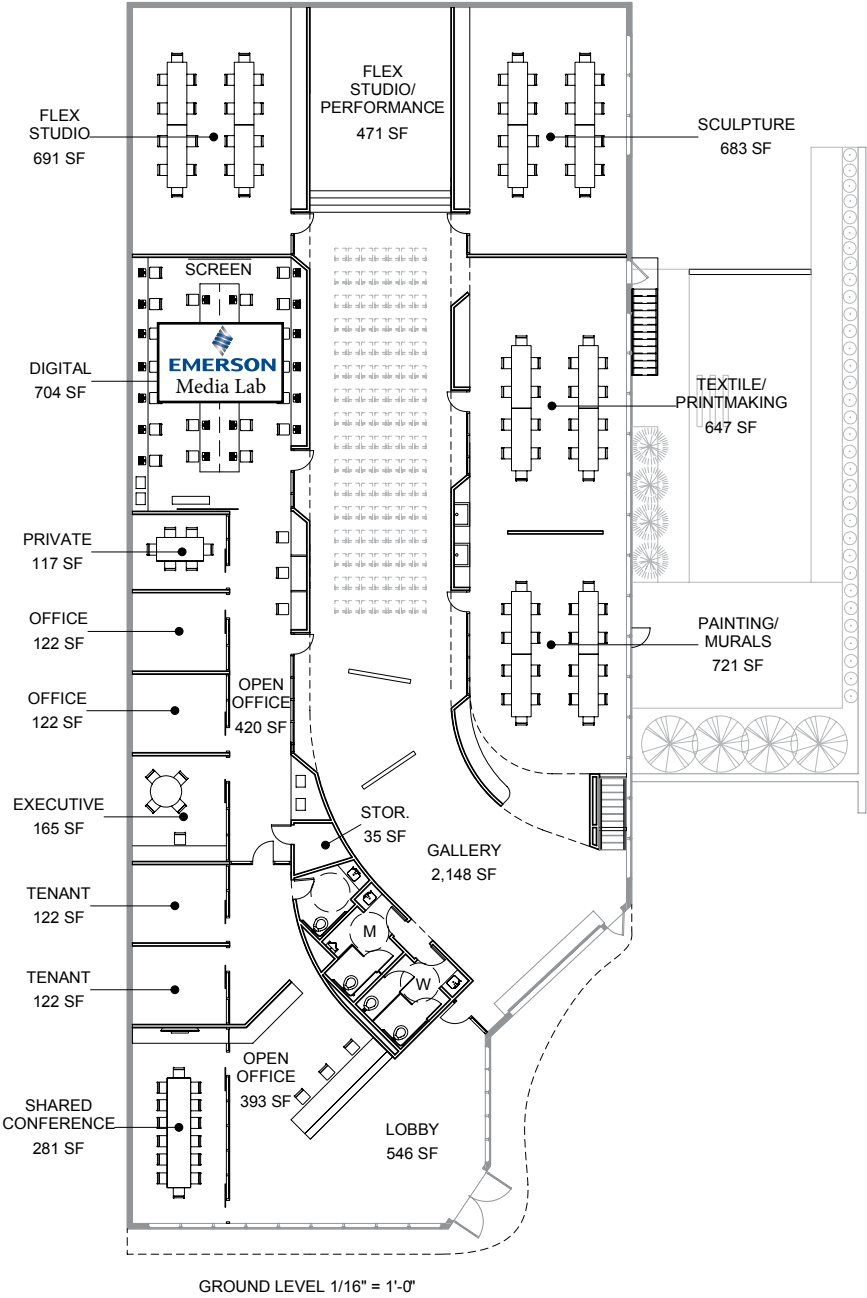 FLEX
STUDIO/
PERFORMANCE
471 SF
FLEX
STUDIO
691 SF
SCULPTURE
683 SF
SCREEN
EMERSON
Media Lab
DIGITAL
704 SF
TEXTILE/
PRINTMAKING
647 SF
PRIVATE
117 SF
OFFICE
122 SF
PAINTING/
MURALS
721 SF
OFFICE
122 SF
OPEN
OFFICE
420 SF
EXECUTIVE
165 SF
STOR.
35 SF
GALLERY
2,148 SF
TENANT
122 SF
M
TENANT
122 SF
W
OPEN
OFFICE
393 SF
SHARED
CONFERENCE
281 SF
LOBBY
546 SF
GROUND LEVEL 1/16" = 1'-0"